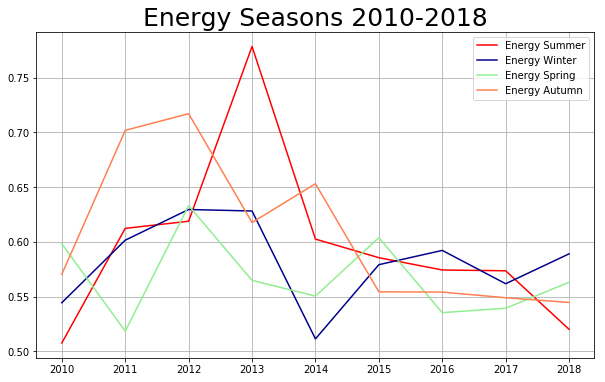 Energy Seasons 2010-2018
Energy Summer
Energy Winter
Energy Spring
Energy Autumn
0.75
0.70
0.65
0.60
0.55
0.50
2010 2011 2012 2013 2014 2015 2016 2017 2018